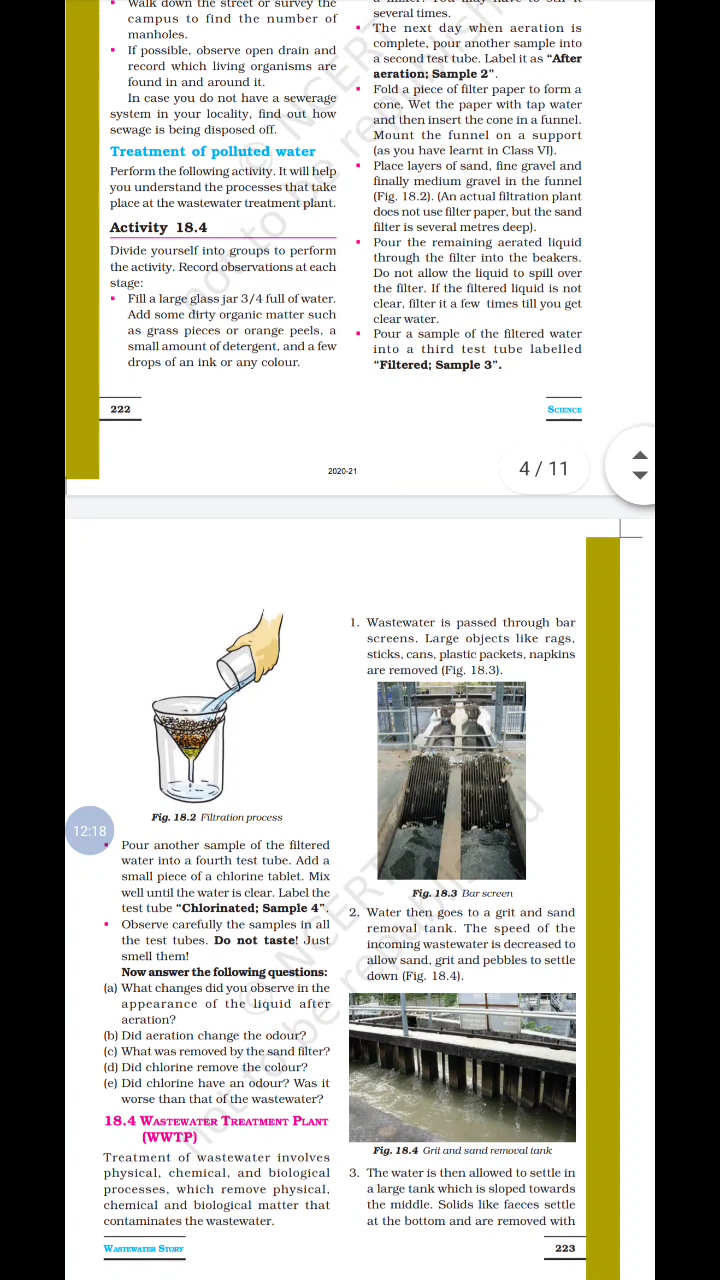 Walk down the street or survey the
campus to find the number of
manholes.
If possible, observe open drain and
record which living organisms are
found in and around it.
In case you do not have a sewerage
system in your locality, find out how
sewage is being disposed off.
Treatment of polluted water
Perform the following activity. It will help
you understand the processes that take
place at the wastewater treatment plant.
Activity 18.4
Divide yourself into groups to perform
the activity. Record observations at each
stage:
Fill a large glass jar 3/4 full of water.
Add some dirty organic matter such
as grass pieces or orange peels, a
small amount of detergent, and a few
drops of an ink or any colour.
several times.
The next day when aeration is
complete, pour another sample into
a second test tube. Label it as “After
aeration; Sample 2”.
Fold a piece of filter paper to form a
cone. Wet the paper with tap water
and then insert the cone in a funnel.
Mount the funnel on a support
(as you have learnt in Class VI).
Place layers of sand, fine gravel and
finally medium gravel in the funnel
(Fig. 18.2). (An actual filtration plant
does not use filter paper, but the sand
filter is several metres deep).
Pour the remaining aerated liquid
through the filter into the beakers.
Do not allow the liquid to spill over
the filter. If the filtered liquid is not
clear, filter it a few times till you get
clear water.
Pour a sample of the filtered water
into a third test tube labelled
“Filtered; Sample 3”.
222
SCIENCE
2020-21
4 / 11
Fig. 18.2 Filtration process
12:18
Pour another sample of the filtered
water into a fourth test tube. Add a
small piece of a chlorine tablet. Mix
well until the water is clear. Label the
test tube “Chlorinated; Sample 4”.
Observe carefully the samples in all
the test tubes. Do not taste! Just
smell them!
Now answer the following questions:
(a) What changes did you observe in the
appearance of the liquid after
aeration?
(b) Did aeration change the odour?
(c) What was removed by the sand filter?
(d) Did chlorine remove the colour?
(e) Did chlorine have an odour? Was it
worse than that of the wastewater?
18.4 WASTEWATER TREATMENT PLANT
(WWTP)
Treatment of wastewater involves
physical, chemical, and biological
processes, which remove physical,
chemical and biological matter that
contaminates the wastewater.
1. Wastewater is passed through bar
screens. Large objects like rags,
sticks, cans, plastic packets, napkins
are removed (Fig. 18.3).
Fig. 18.3 Bar screen
2. Water then goes to a grit and sand
removal tank. The speed of the
incoming wastewater is decreased to
allow sand, grit and pebbles to settle
down (Fig. 18.4).
Fig. 18.4 Grit and sand removal tank
3. The water is then allowed to settle in
a large tank which is sloped towards
the middle. Solids like faeces settle
at the bottom and are removed with
WASTEWATER STORY
223
© NCERT
not to be republished
© NCERT
not to be republished